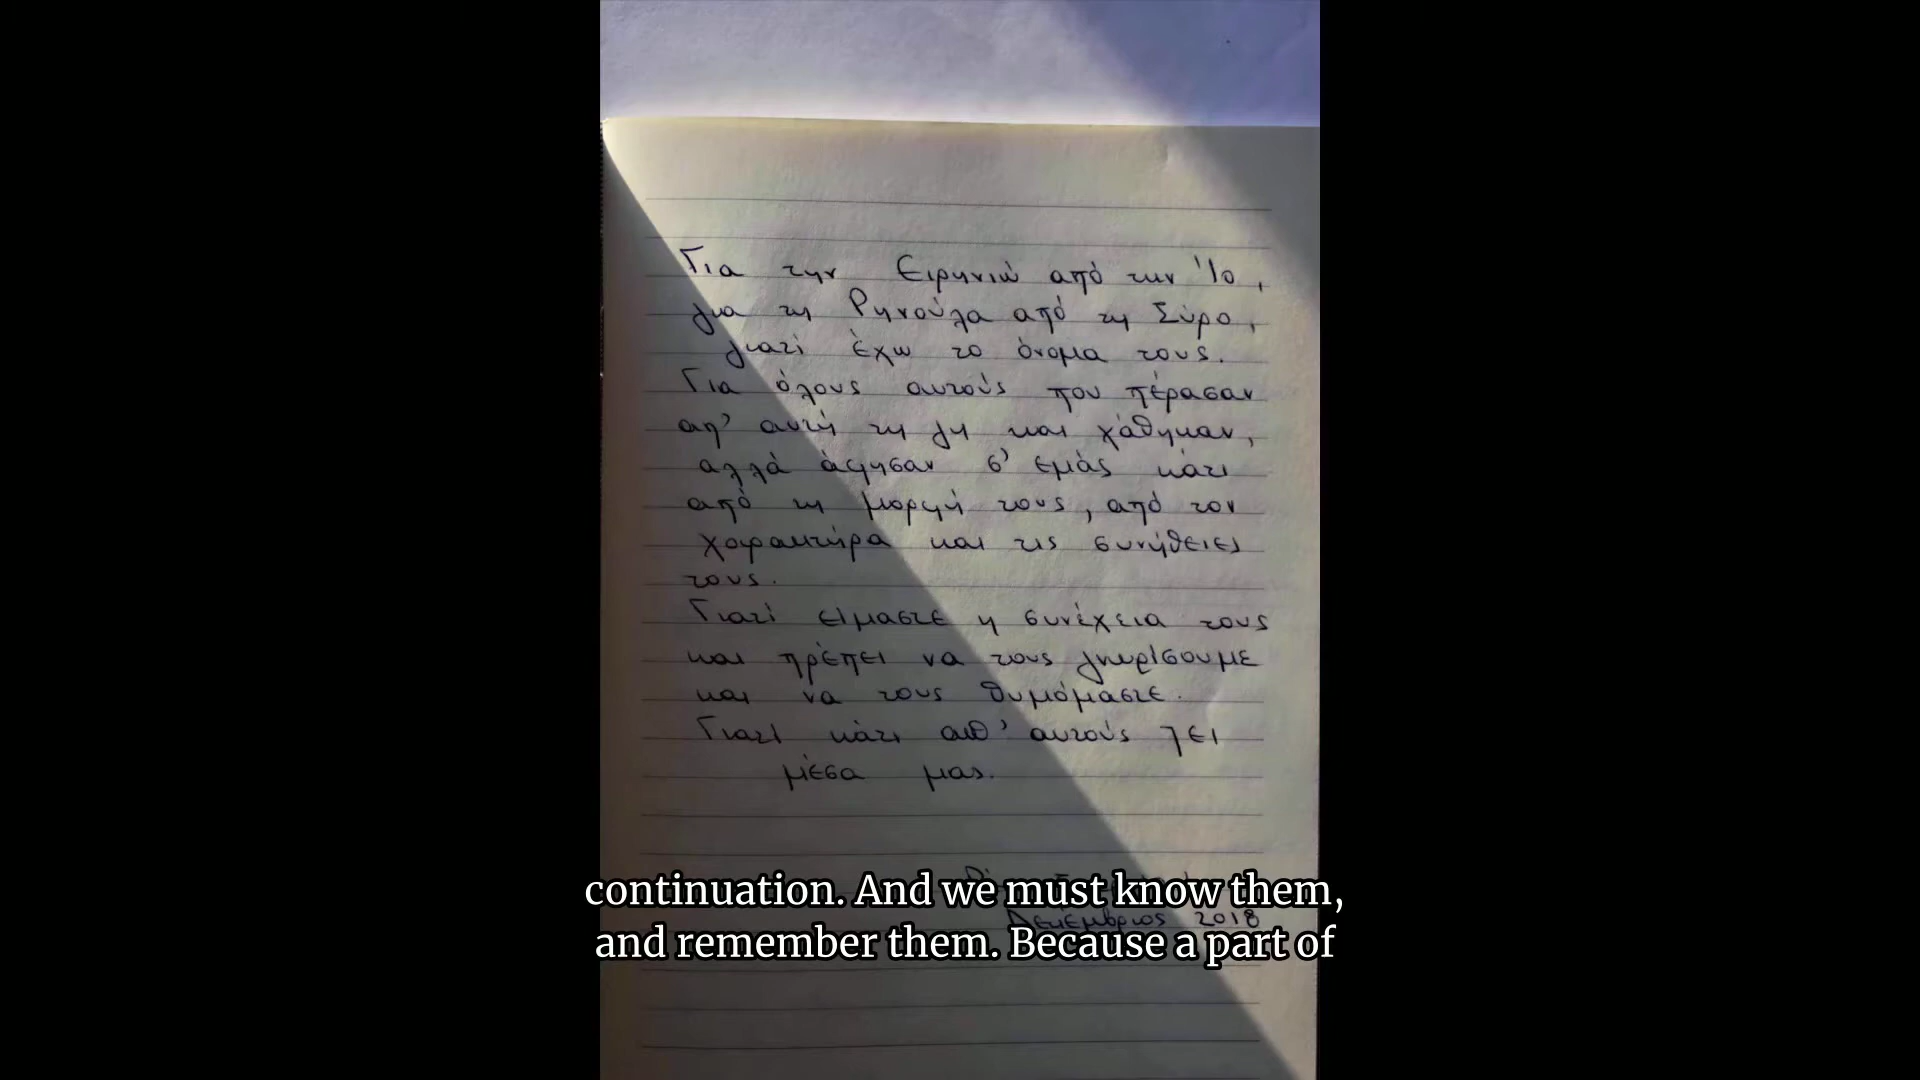 Για την Ειρηνιώ από την Ίο,
για τη Ρηνούλα από τη Σύρο,
γιατί έχω το όνομα τους.
Για όλους αυτούς που πέρασαν
απ' αυτή τη γη και χάθηκαν,
αλλά άφησαν σ' εμάς κάτι
από τη μορφή τους, από τον
χαρακτήρα και τις συνήθειες
τους.
Γιατί είμαστε η συνέχεια τους
και πρέπει να τους γνωρίσουμε
και να τους θυμόμαστε.
Γιατί κάτι απ' αυτούς ζει
μέσα μας.
continuation. And we must know them,
Δεκέμβριος 2018
and remember them. Because a part of